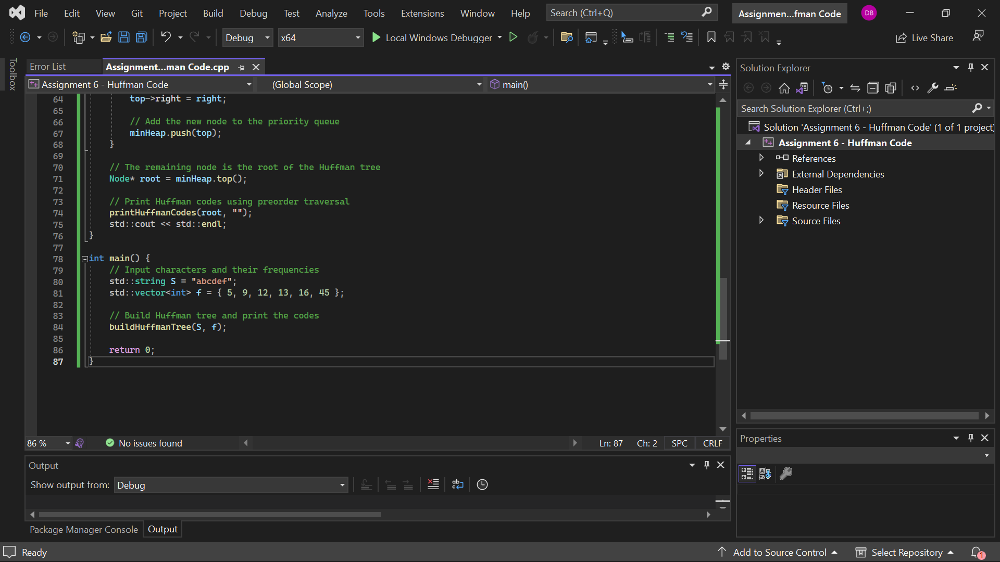 File Edit View Git Project Build Debug Test Analyze Tools Extensions Window Help Search (Ctrl+Q) Assignmen...fman Code DB
Debug x64 Local Windows Debugger Live Share
Toolbox
Error List Assignment...man Code.cpp
Assignment 6 - Huffman Code (Global Scope) main()
64 top->right = right;
65
66 // Add the new node to the priority queue
67 minHeap.push(top);
68 }
69
70 // The remaining node is the root of the Huffman tree
71 Node* root = minHeap.top();
72
73 // Print Huffman codes using preorder traversal
74 printHuffmanCodes(root, "");
75 std::cout << std::endl;
76 }
77
78 int main() {
79 // Input characters and their frequencies
80 std::string S = "abcdef";
81 std::vector<int> f = { 5, 9, 12, 13, 16, 45 };
82
83 // Build Huffman tree and print the codes
84 buildHuffmanTree(S, f);
85
86 return 0;
87 }
86 % No issues found Ln: 87 Ch: 2 SPC CRLF
Output
Show output from: Debug
Package Manager Console Output
Solution Explorer
Search Solution Explorer (Ctrl+;)
Solution 'Assignment 6 - Huffman Code' (1 of 1 project)
Assignment 6 - Huffman Code
References
External Dependencies
Header Files
Resource Files
Source Files
Properties
Ready Add to Source Control Select Repository 1